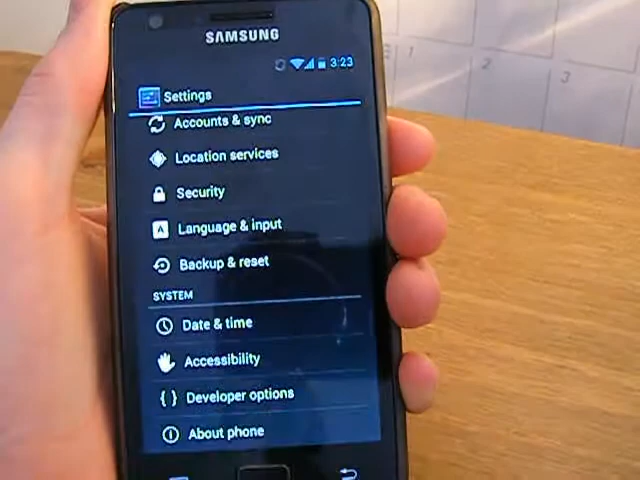 SAMSUNG
3:23
Settings
Accounts & sync
Location services
Security
A Language & input
Backup & reset
SYSTEM
Date & time
Accessibility
{ } Developer options
About phone
1
2
3